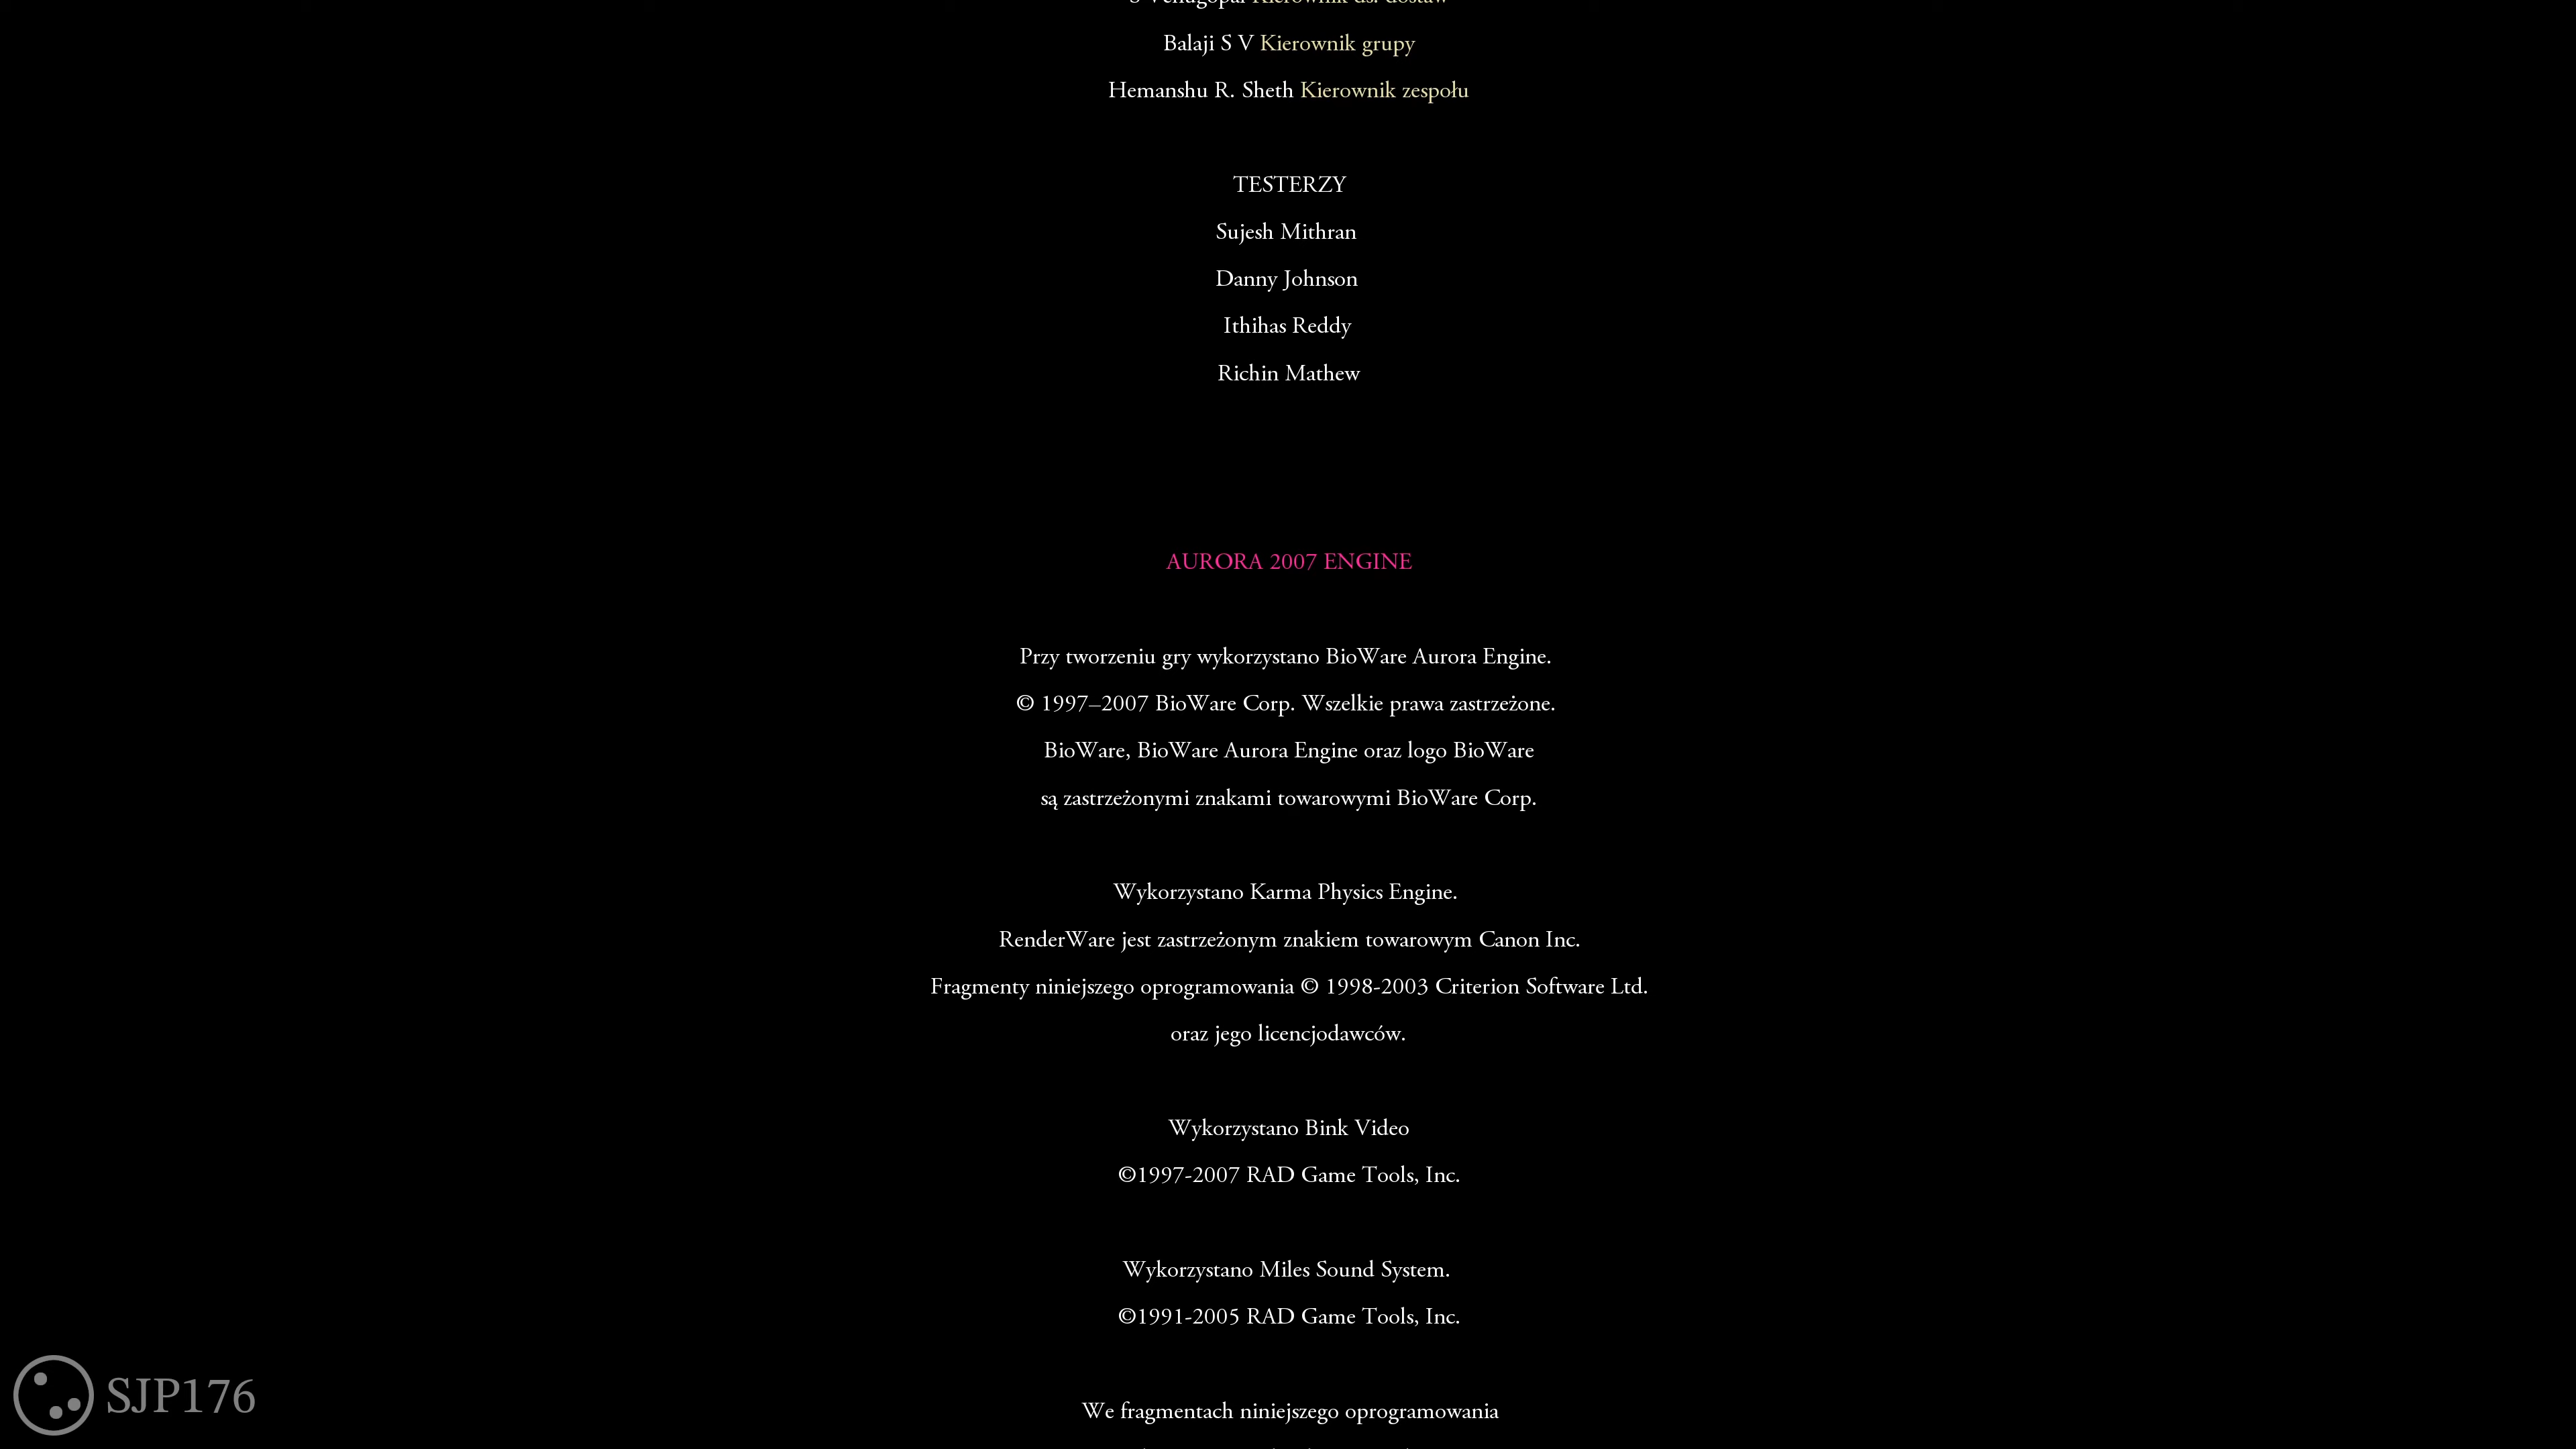 S Venugopal Kierownik ds. dostaw
Balaji S V Kierownik grupy
Hemanshu R. Sheth Kierownik zespołu
TESTERZY
Sujesh Mithran
Danny Johnson
Ithihas Reddy
Richin Mathew
AURORA 2007 ENGINE
Przy tworzeniu gry wykorzystano BioWare Aurora Engine.
© 1997–2007 BioWare Corp. Wszelkie prawa zastrzeżone.
BioWare, BioWare Aurora Engine oraz logo BioWare
są zastrzeżonymi znakami towarowymi BioWare Corp.
Wykorzystano Karma Physics Engine.
RenderWare jest zastrzeżonym znakiem towarowym Canon Inc.
Fragmenty niniejszego oprogramowania © 1998-2003 Criterion Software Ltd.
oraz jego licencjodawców.
Wykorzystano Bink Video
©1997-2007 RAD Game Tools, Inc.
Wykorzystano Miles Sound System.
©1991-2005 RAD Game Tools, Inc.
We fragmentach niniejszego oprogramowania
SJP176